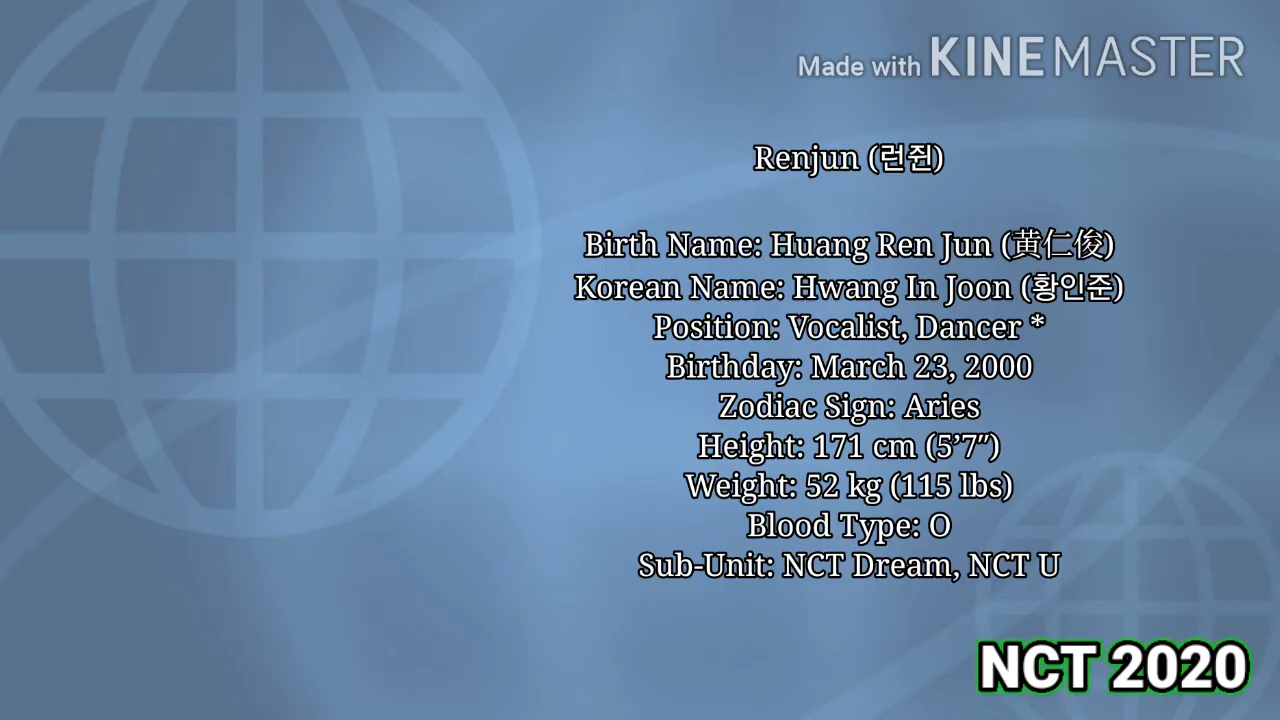 Made with KINEMASTER
Renjun (런쥔)
Birth Name: Huang Ren Jun (黃仁俊)
Korean Name: Hwang In Joon (황인준)
Position: Vocalist, Dancer *
Birthday: March 23, 2000
Zodiac Sign: Aries
Height: 171 cm (5’7″)
Weight: 52 kg (115 lbs)
Blood Type: O
Sub-Unit: NCT Dream, NCT U
NCT 2020